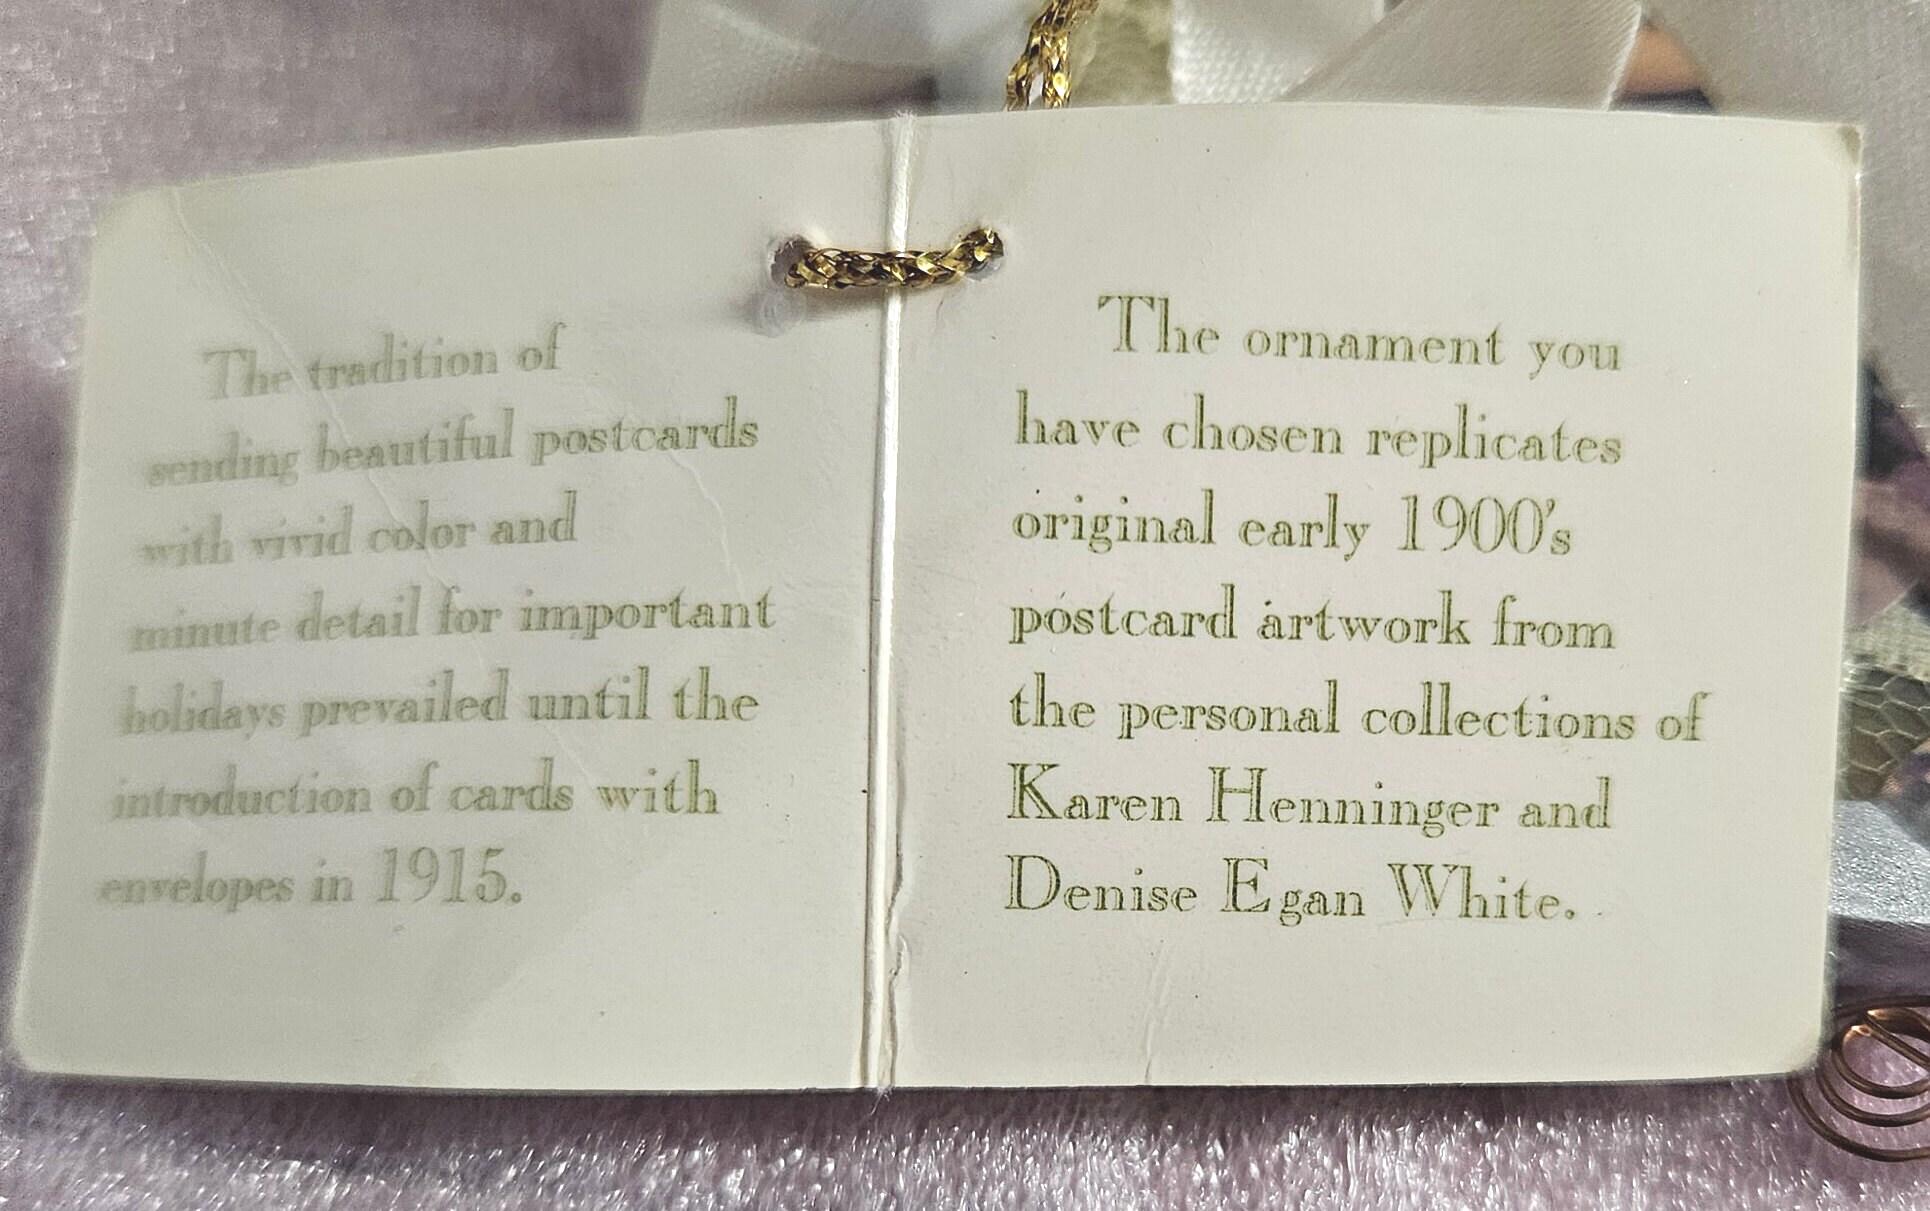 The tradition of
sending beautiful postcards
with vivid color and
minute detail for important
holidays prevailed until the
introduction of cards with
envelopes in 1915.
The ornament you
have chosen replicates
original early 1900's
postcard artwork from
the personal collections of
Karen Henninger and
Denise Egan White.